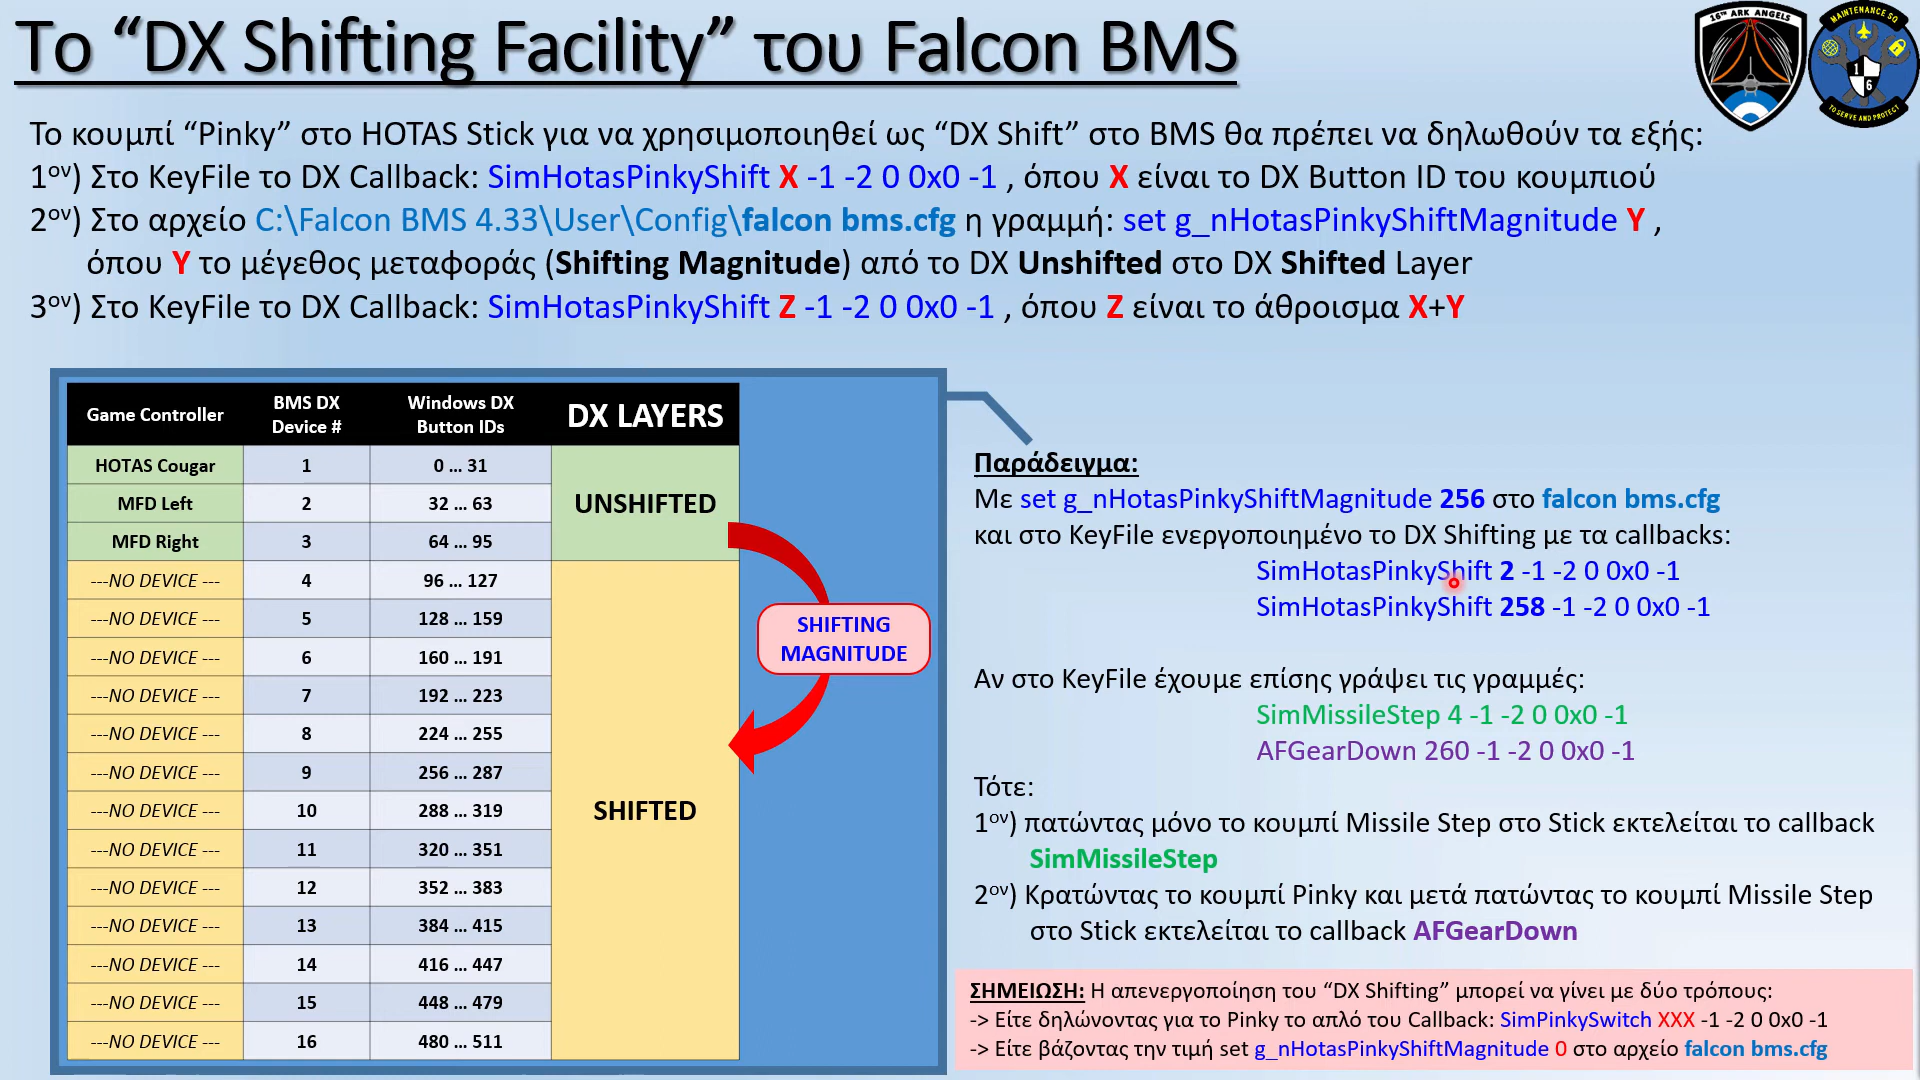 Το “DX Shifting Facility” του Falcon BMS
16TH ARK ANGELS
MAINTENANCE SQ
1 6
TO SERVE AND PROTECT
Το κουμπί “Pinky” στο HOTAS Stick για να χρησιμοποιηθεί ως “DX Shift” στο BMS θα πρέπει να δηλωθούν τα εξής:
1ον) Στο KeyFile το DX Callback: SimHotasPinkyShift X -1 -2 0 0x0 -1 , όπου X είναι το DX Button ID του κουμπιού
2ον) Στο αρχείο C:\Falcon BMS 4.33\User\Config\falcon bms.cfg η γραμμή: set g_nHotasPinkyShiftMagnitude Y ,
όπου Y το μέγεθος μεταφοράς (Shifting Magnitude) από το DX Unshifted στο DX Shifted Layer
3ον) Στο KeyFile το DX Callback: SimHotasPinkyShift Z -1 -2 0 0x0 -1 , όπου Z είναι το άθροισμα X+Y
Game Controller BMS DX Device # Windows DX Button IDs DX LAYERS
HOTAS Cougar 1 0 ... 31
MFD Left 2 32 ... 63 UNSHIFTED
MFD Right 3 64 ... 95
---NO DEVICE --- 4 96 ... 127
---NO DEVICE --- 5 128 ... 159
---NO DEVICE --- 6 160 ... 191
---NO DEVICE --- 7 192 ... 223
---NO DEVICE --- 8 224 ... 255
---NO DEVICE --- 9 256 ... 287
---NO DEVICE --- 10 288 ... 319 SHIFTED
---NO DEVICE --- 11 320 ... 351
---NO DEVICE --- 12 352 ... 383
---NO DEVICE --- 13 384 ... 415
---NO DEVICE --- 14 416 ... 447
---NO DEVICE --- 15 448 ... 479
---NO DEVICE --- 16 480 ... 511
SHIFTING
MAGNITUDE
Παράδειγμα:
Με set g_nHotasPinkyShiftMagnitude 256 στο falcon bms.cfg
και στο KeyFile ενεργοποιημένο το DX Shifting με τα callbacks:
SimHotasPinkyShift 2 -1 -2 0 0x0 -1
SimHotasPinkyShift 258 -1 -2 0 0x0 -1
Αν στο KeyFile έχουμε επίσης γράψει τις γραμμές:
SimMissileStep 4 -1 -2 0 0x0 -1
AFGearDown 260 -1 -2 0 0x0 -1
Τότε:
1ον) πατώντας μόνο το κουμπί Missile Step στο Stick εκτελείται το callback
SimMissileStep
2ον) Κρατώντας το κουμπί Pinky και μετά πατώντας το κουμπί Missile Step
στο Stick εκτελείται το callback AFGearDown
ΣΗΜΕΙΩΣΗ: Η απενεργοποίηση του “DX Shifting” μπορεί να γίνει με δύο τρόπους:
-> Είτε δηλώνοντας για το Pinky το απλό του Callback: SimPinkySwitch XXX -1 -2 0 0x0 -1
-> Είτε βάζοντας την τιμή set g_nHotasPinkyShiftMagnitude 0 στο αρχείο falcon bms.cfg